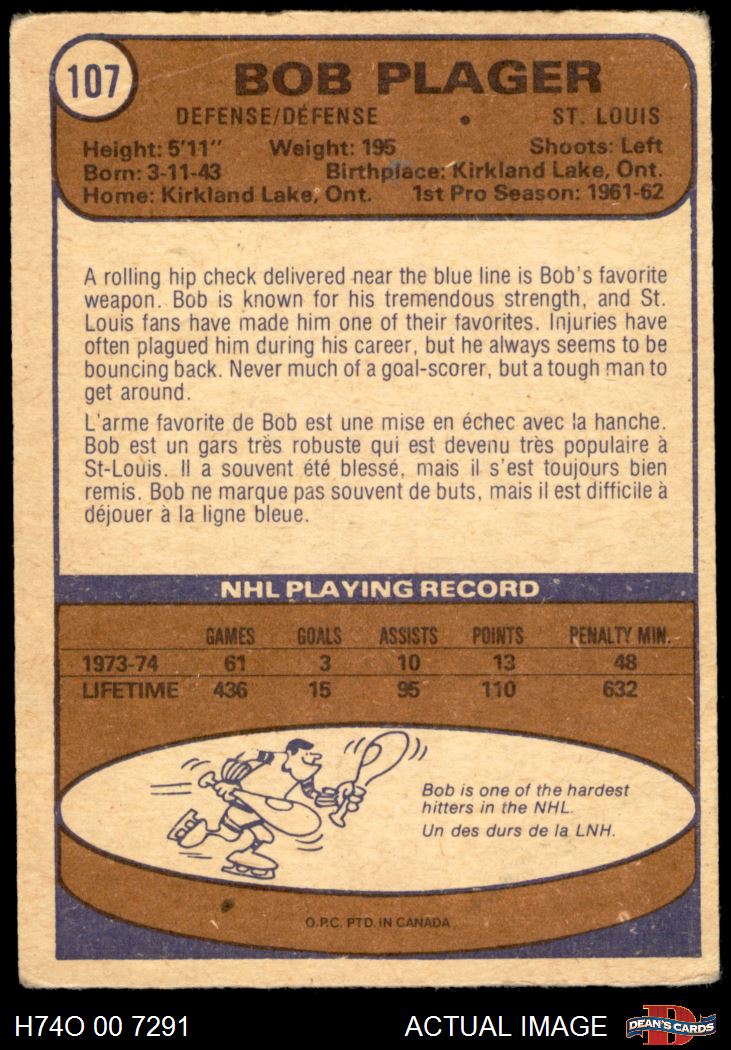 107
BOB PLAGER
DEFENSE/DÉFENSE • ST. LOUIS
Height: 5'11" Weight: 195 Shoots: Left
Born: 3-11-43 Birthplace: Kirkland Lake, Ont.
Home: Kirkland Lake, Ont. 1st Pro Season: 1961-62
A rolling hip check delivered near the blue line is Bob's favorite
weapon. Bob is known for his tremendous strength, and St.
Louis fans have made him one of their favorites. Injuries have
often plagued him during his career, but he always seems to be
bouncing back. Never much of a goal-scorer, but a tough man to
get around.
L'arme favorite de Bob est une mise en échec avec la hanche.
Bob est un gars très robuste qui est devenu très populaire à
St-Louis. Il a souvent été blessé, mais il s'est toujours bien
remis. Bob ne marque pas souvent de buts, mais il est difficile à
déjouer à la ligne bleue.
NHL PLAYING RECORD
GAMES GOALS ASSISTS POINTS PENALTY MIN.
1973-74 61 3 10 13 48
LIFETIME 436 15 95 110 632
Bob is one of the hardest
hitters in the NHL.
Un des durs de la LNH.
O.P.C. PTD. IN CANADA
H74O 00 7291 ACTUAL IMAGE D DEAN'S CARDS